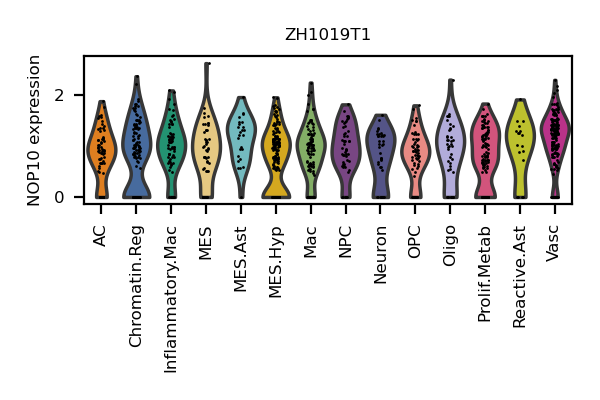 ZH1019T1
NOP10 expression
2
0
AC
Chromatin.Reg
Inflammatory.Mac
MES
MES.Ast
MES.Hyp
Mac
NPC
Neuron
OPC
Oligo
Prolif.Metab
Reactive.Ast
Vasc